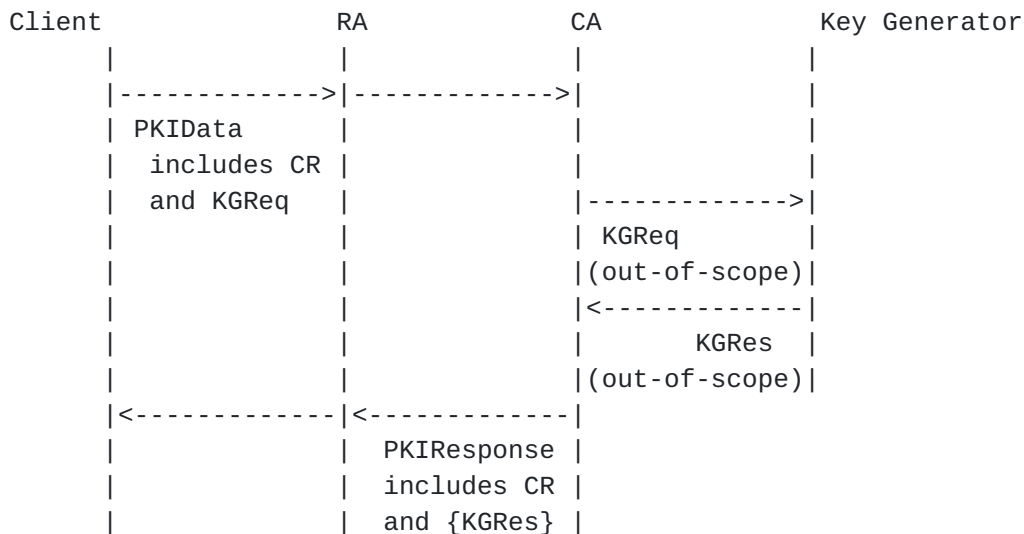 Client                RA               CA                Key Generator
       |                |                |                |
       |------------->|------------->|                |
       | PKIData        |                |                |
       |  includes CR |                |                |
       |  and KGReq    |                |------------->|
       |                |                | KGReq         |
       |                |                |(out-of-scope)|
       |                |                |<-------------|
       |                |                |       KGRes  |
       |                |                |(out-of-scope)|
       |<-------------|<-------------|
       |                |  PKIResponse |
       |                |  includes CR |
       |                |  and {KGRes} |